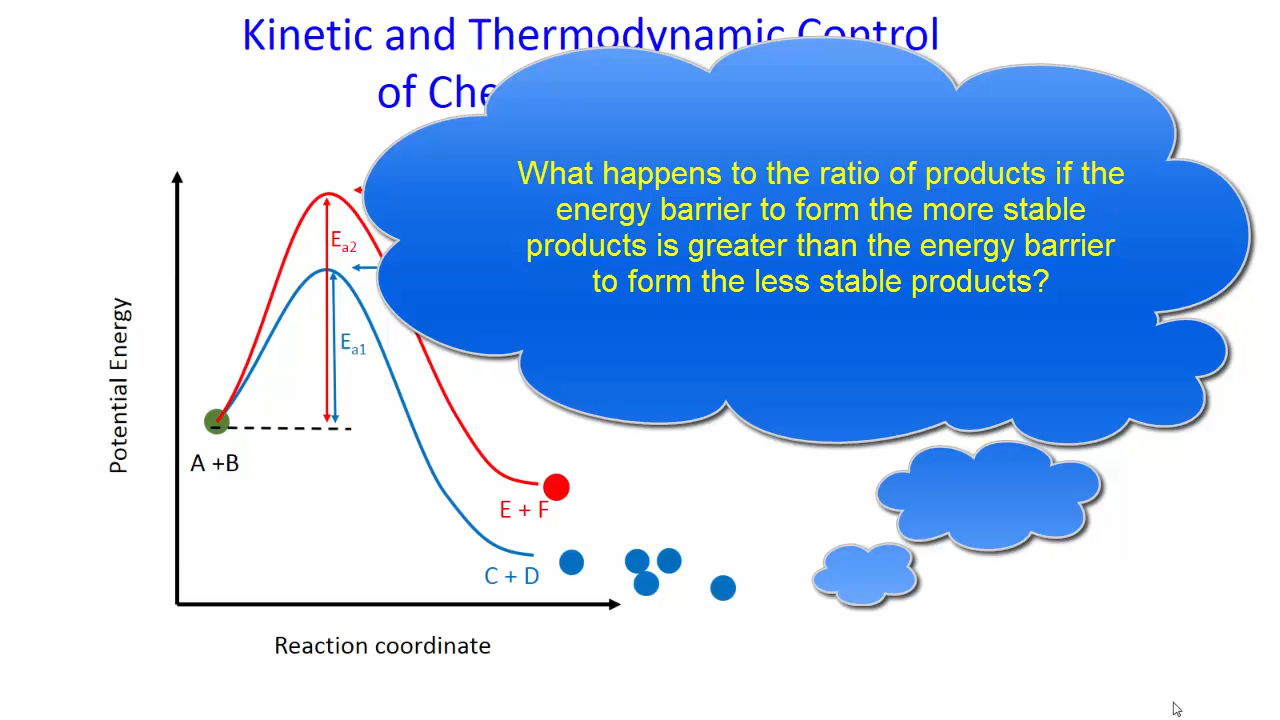 Kinetic and Thermodynamic Control
of Che
What happens to the ratio of products if the
energy barrier to form the more stable
products is greater than the energy barrier
to form the less stable products?
Ea2
Ea1
Potential Energy
A +B
E + F
C + D
Reaction coordinate